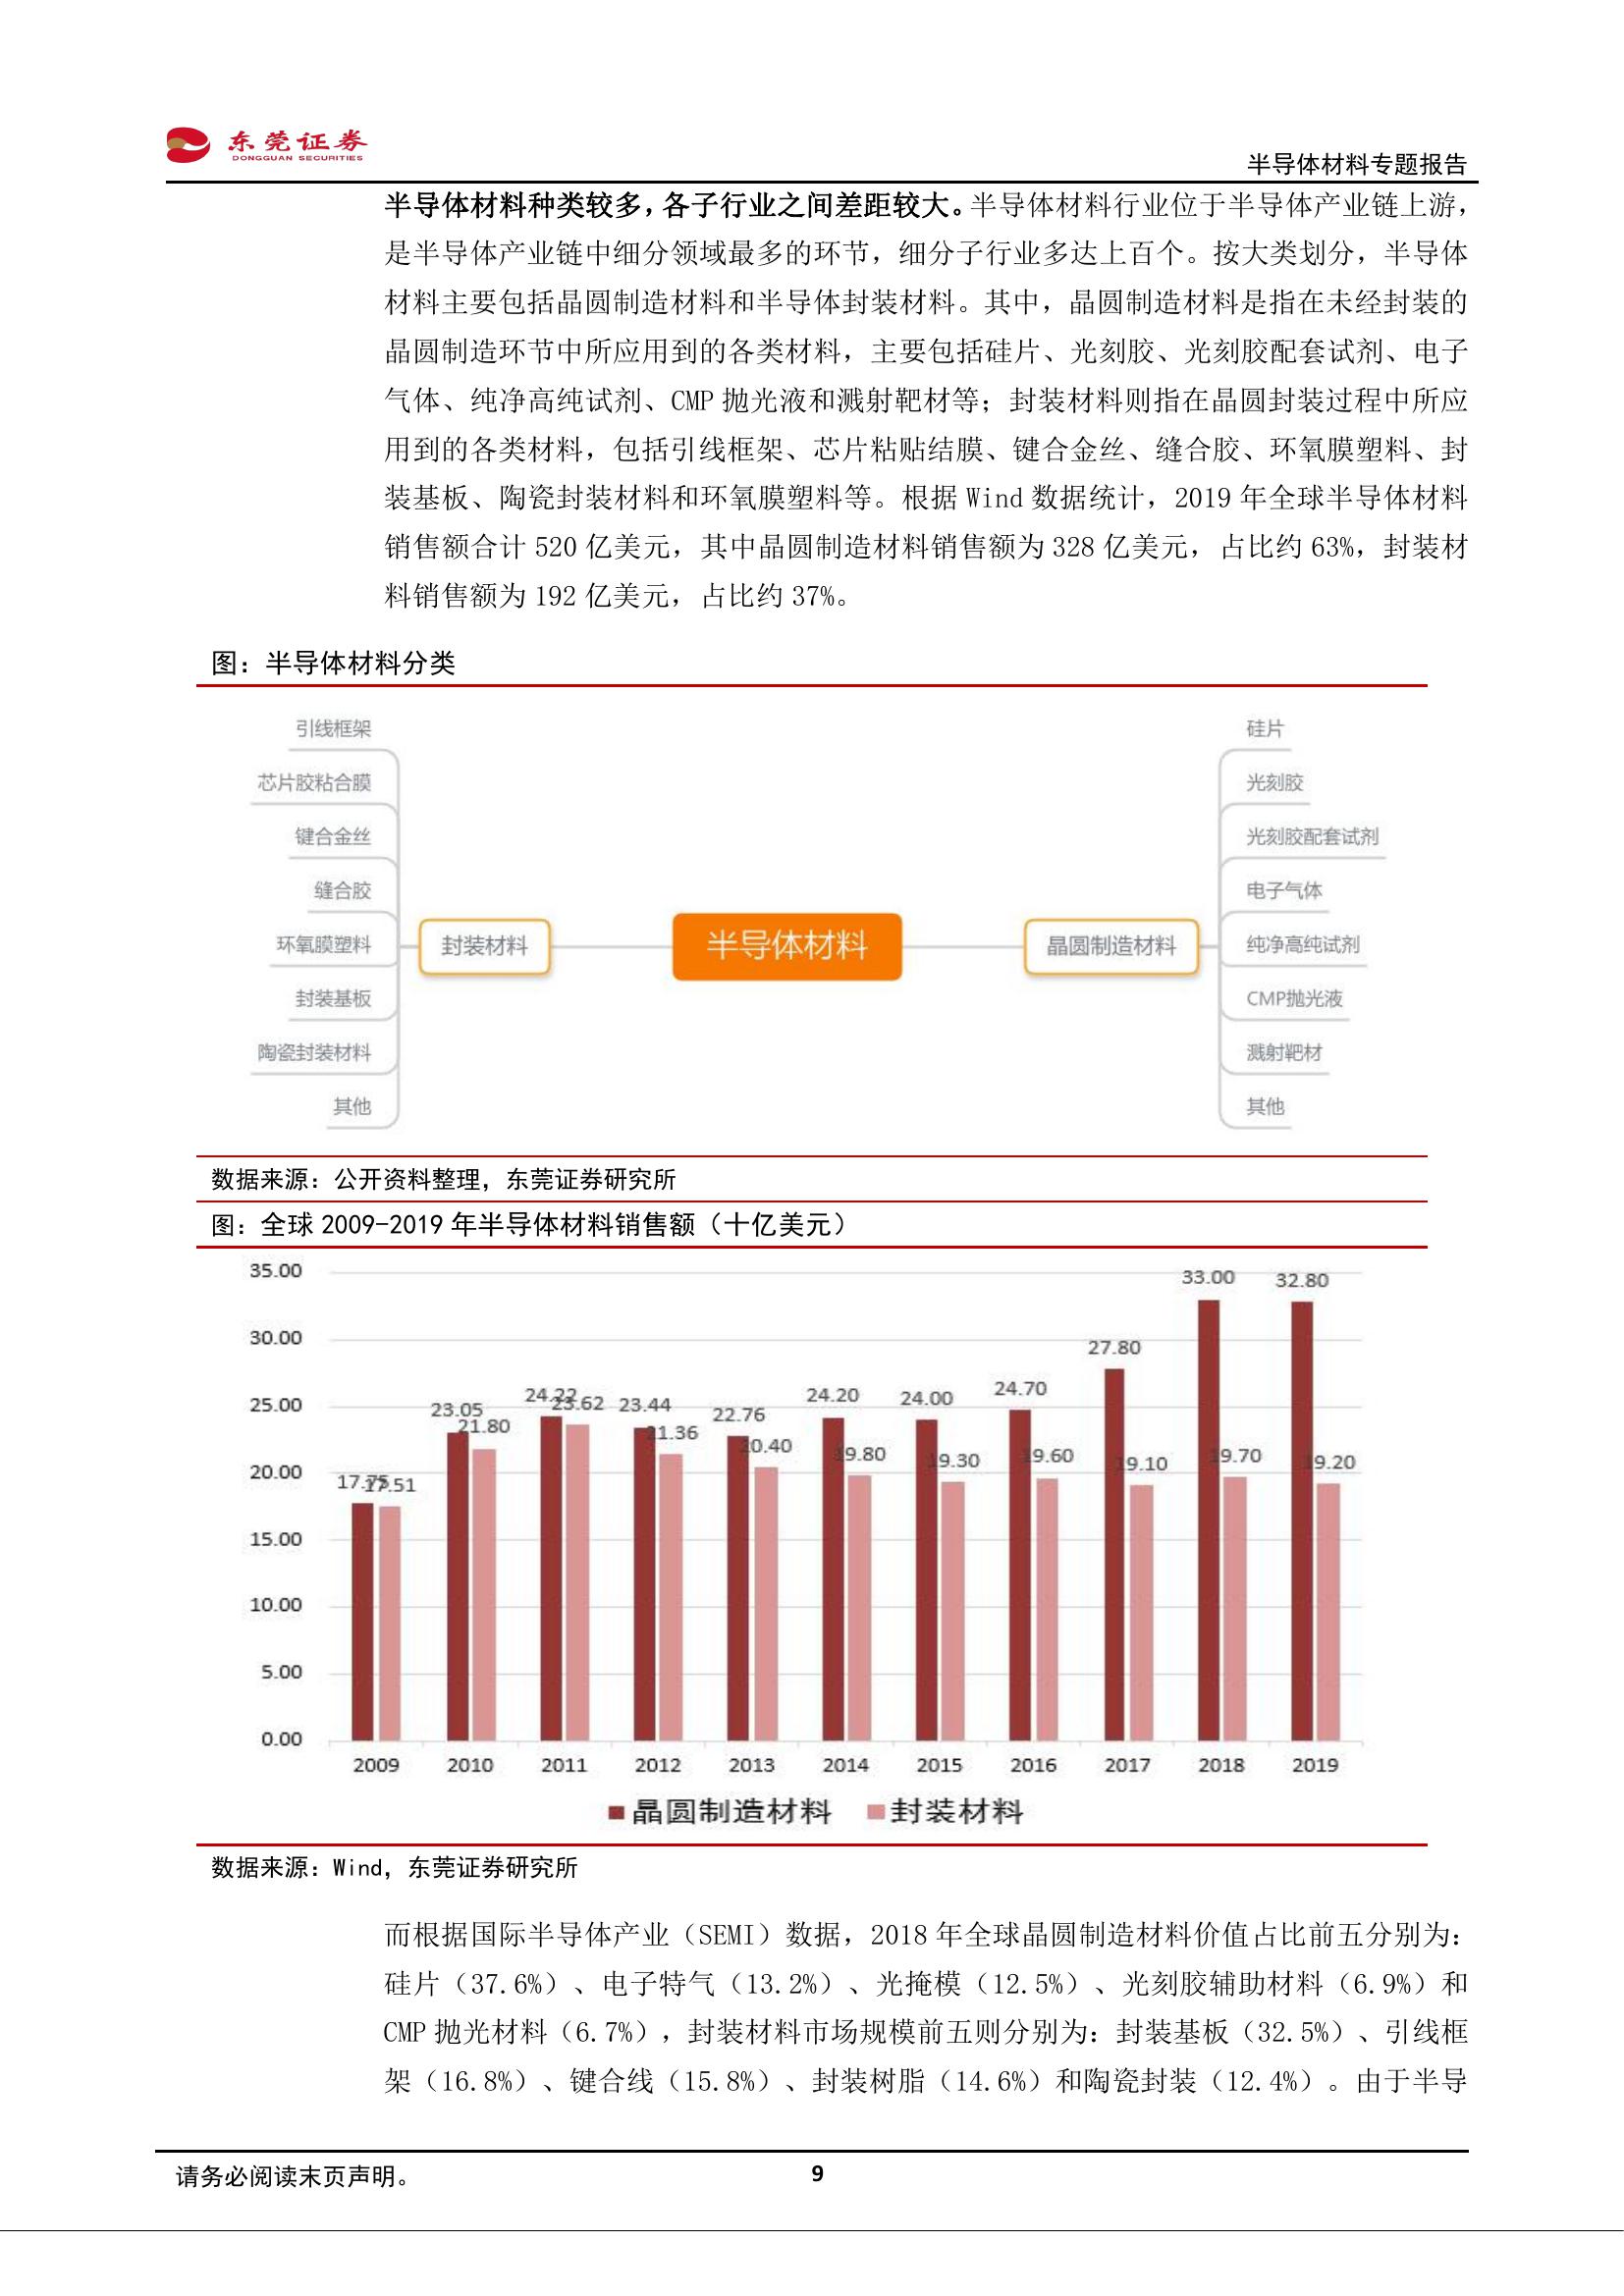 东莞证券
DONGGUAN SECURITIES
半导体材料专题报告
半导体材料种类较多，各子行业之间差距较大。半导体材料行业位于半导体产业链上游，
是半导体产业链中细分领域最多的环节，细分子行业多达上百个。按大类划分，半导体
材料主要包括晶圆制造材料和半导体封装材料。其中，晶圆制造材料是指在未经封装的
晶圆制造环节中所应用到的各类材料，主要包括硅片、光刻胶、光刻胶配套试剂、电子
气体、纯净高纯试剂、CMP 抛光液和溅射靶材等；封装材料则指在晶圆封装过程中所应
用到的各类材料，包括引线框架、芯片粘贴结膜、键合金丝、缝合胶、环氧膜塑料、封
装基板、陶瓷封装材料和环氧膜塑料等。根据 Wind 数据统计，2019 年全球半导体材料
销售额合计 520 亿美元，其中晶圆制造材料销售额为 328 亿美元，占比约 63%，封装材
料销售额为 192 亿美元，占比约 37%。
图：半导体材料分类
引线框架
芯片胶粘合膜
键合金丝
缝合胶
环氧膜塑料
封装基板
陶瓷封装材料
其他
封装材料
半导体材料
晶圆制造材料
硅片
光刻胶
光刻胶配套试剂
电子气体
纯净高纯试剂
CMP抛光液
溅射靶材
其他
数据来源：公开资料整理，东莞证券研究所
图：全球 2009-2019 年半导体材料销售额（十亿美元）
35.00
30.00
25.00
20.00
15.00
10.00
5.00
0.00
17.75 17.51
23.05 21.80
24.22 23.62
23.44 21.36
22.76 20.40
24.20 19.80
24.00 19.30
24.70 19.60
27.80 19.10
33.00 19.70
32.80 19.20
2009 2010 2011 2012 2013 2014 2015 2016 2017 2018 2019
晶圆制造材料 封装材料
数据来源：Wind，东莞证券研究所
而根据国际半导体产业（SEMI）数据，2018 年全球晶圆制造材料价值占比前五分别为：
硅片（37.6%）、电子特气（13.2%）、光掩模（12.5%）、光刻胶辅助材料（6.9%）和
CMP 抛光材料（6.7%），封装材料市场规模前五则分别为：封装基板（32.5%）、引线框
架（16.8%）、键合线（15.8%）、封装树脂（14.6%）和陶瓷封装（12.4%）。由于半导
请务必阅读末页声明。
9